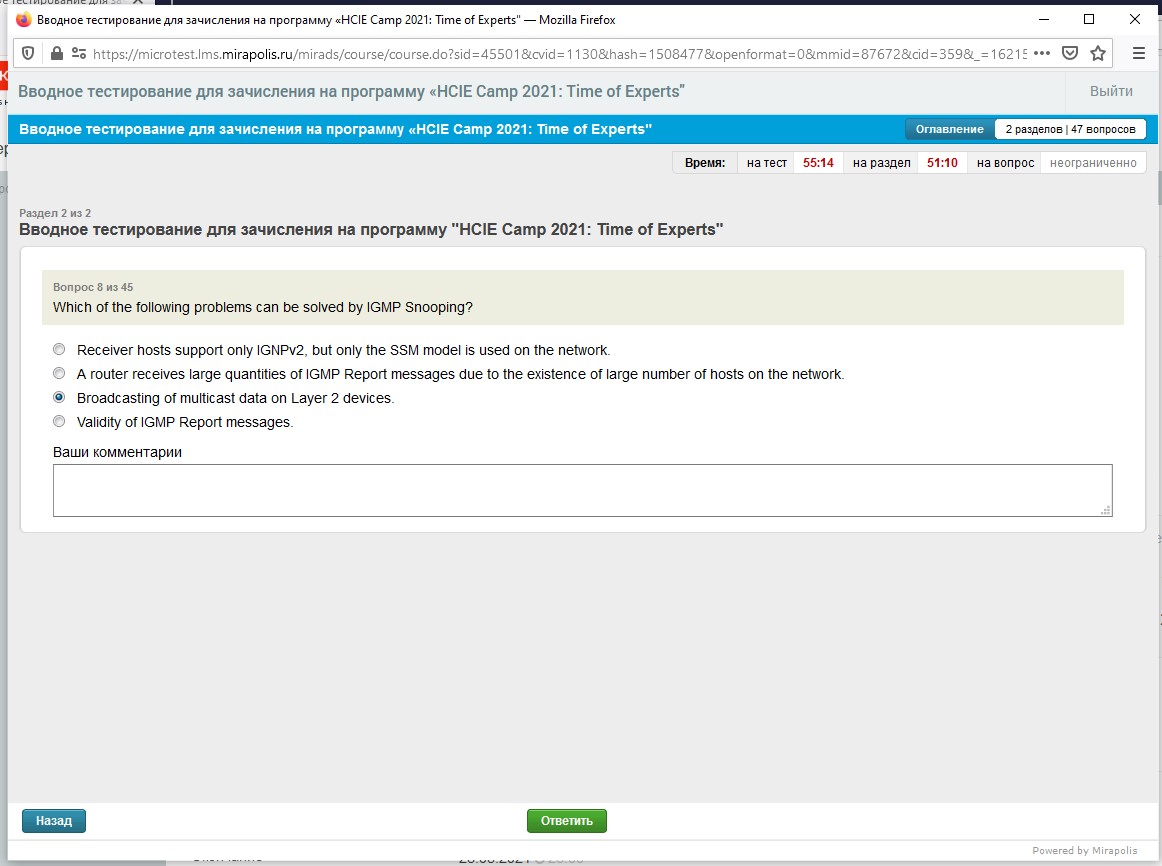 Вводное тестирование для зачисления на программу «HCIE Camp 2021: Time of Experts" — Mozilla Firefox
https://microtest.lms.mirapolis.ru/mirads/course/course.do?sid=45501&cvid=1130&hash=1508477&openformat=0&mmid=87672&cid=359&_=16215
Вводное тестирование для зачисления на программу «HCIE Camp 2021: Time of Experts"
Выйти
Вводное тестирование для зачисления на программу «HCIE Camp 2021: Time of Experts"
Оглавление 2 разделов | 47 вопросов
Время: на тест 55:14 на раздел 51:10 на вопрос неограниченно
Раздел 2 из 2
Вводное тестирование для зачисления на программу "HCIE Camp 2021: Time of Experts"
Вопрос 8 из 45
Which of the following problems can be solved by IGMP Snooping?
Receiver hosts support only IGNPv2, but only the SSM model is used on the network.
A router receives large quantities of IGMP Report messages due to the existence of large number of hosts on the network.
Broadcasting of multicast data on Layer 2 devices.
Validity of IGMP Report messages.
Ваши комментарии
Назад
Ответить
Powered by Mirapolis